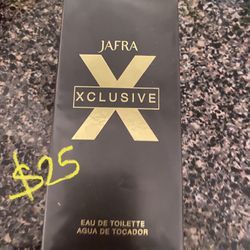 JAFRA
X
XCLUSIVE
$25
EAU DE TOILETTE
AGUA DE TOCADOR